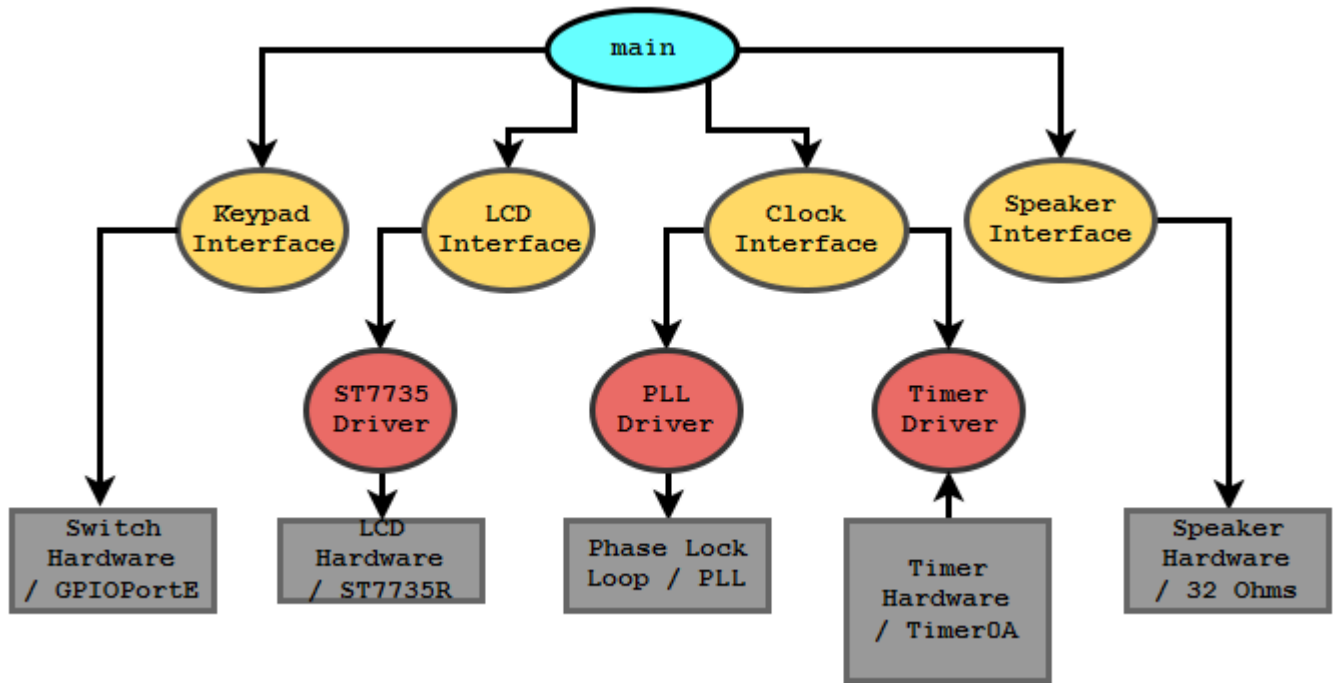 main
Keypad
Interface
LCD
Interface
Clock
Interface
Speaker
Interface
ST7735
Driver
PLL
Driver
Timer
Driver
Switch
Hardware
/ GPIOPortE
LCD
Hardware
/ ST7735R
Phase Lock
Loop / PLL
Timer
Hardware
/ Timer0A
Speaker
Hardware
/ 32 Ohms